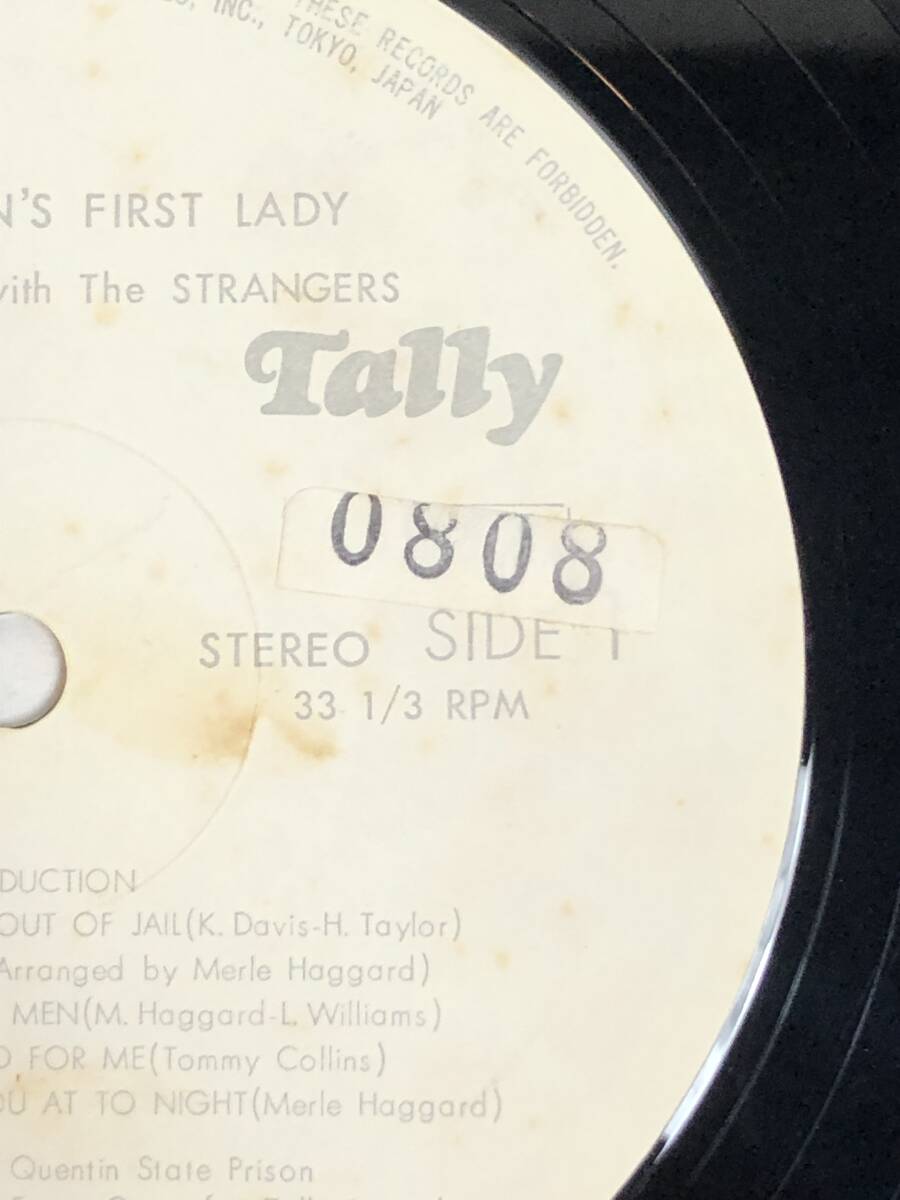 THESE RECORDS ARE FORBIDDEN.
INC., TOKYO, JAPAN
N'S FIRST LADY
with The STRANGERS
Tally
0808
STEREO SIDE 1
33 1/3 RPM
DUCTION
OUT OF JAIL(K. Davis-H. Taylor)
Arranged by Merle Haggard)
MEN(M. Haggard-L. Williams)
D FOR ME(Tommy Collins)
OU AT TO NIGHT(Merle Haggard)
Quentin State Prison